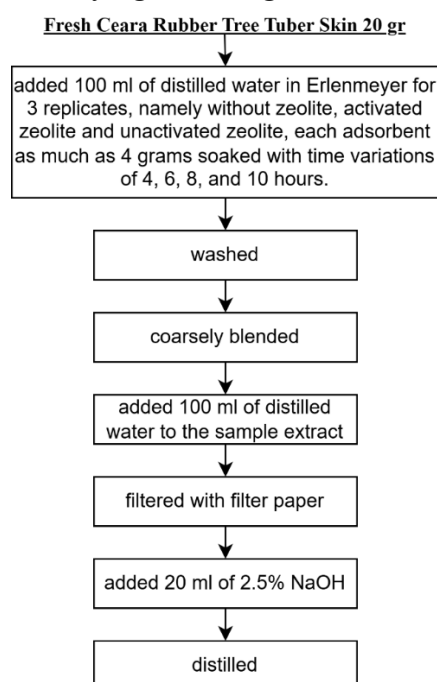 Fresh Ceara Rubber Tree Tuber Skin 20 gr
added 100 ml of distilled water in Erlenmeyer for
3 replicates, namely without zeolite, activated
zeolite and unactivated zeolite, each adsorbent
as much as 4 grams soaked with time variations
of 4, 6, 8, and 10 hours.
washed
coarsely blended
added 100 ml of distilled
water to the sample extract
filtered with filter paper
added 20 ml of 2.5% NaOH
distilled